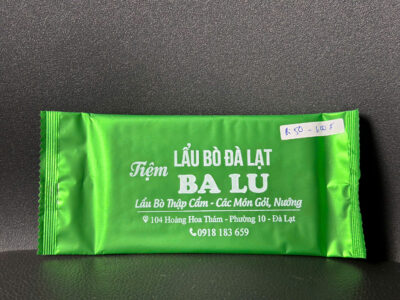 Tiệm LẨU BÒ ĐÀ LẠT
BA LU
Lẩu Bò Thập Cẩm - Các Món Gỏi, Nướng
104 Hoàng Hoa Thám - Phường 10 - Đà Lạt
0918 183 659